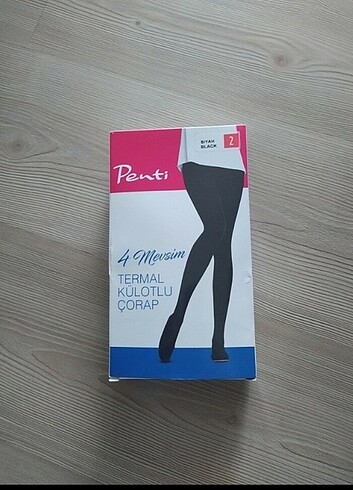 SİYAH
BLACK
2
Penti
4 Mevsim
TERMAL
KÜLOTLU
ÇORAP